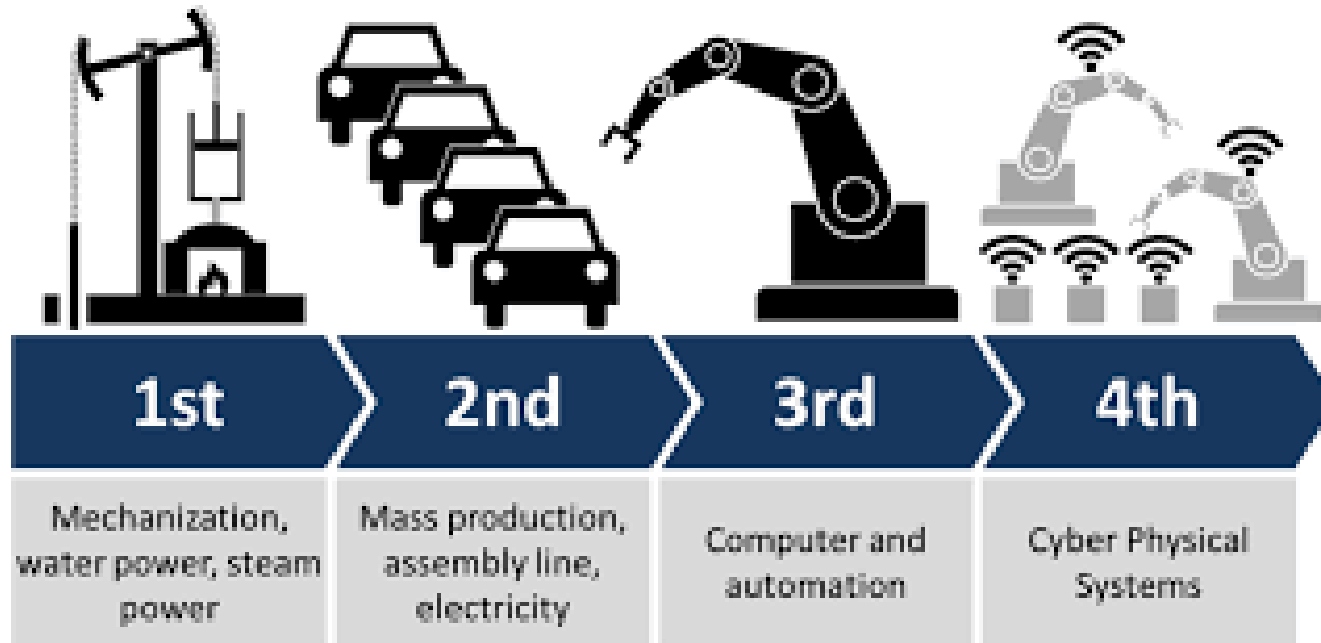 1st
2nd
3rd
4th
Mechanization,
water power, steam
power
Mass production,
assembly line,
electricity
Computer and
automation
Cyber Physical
Systems